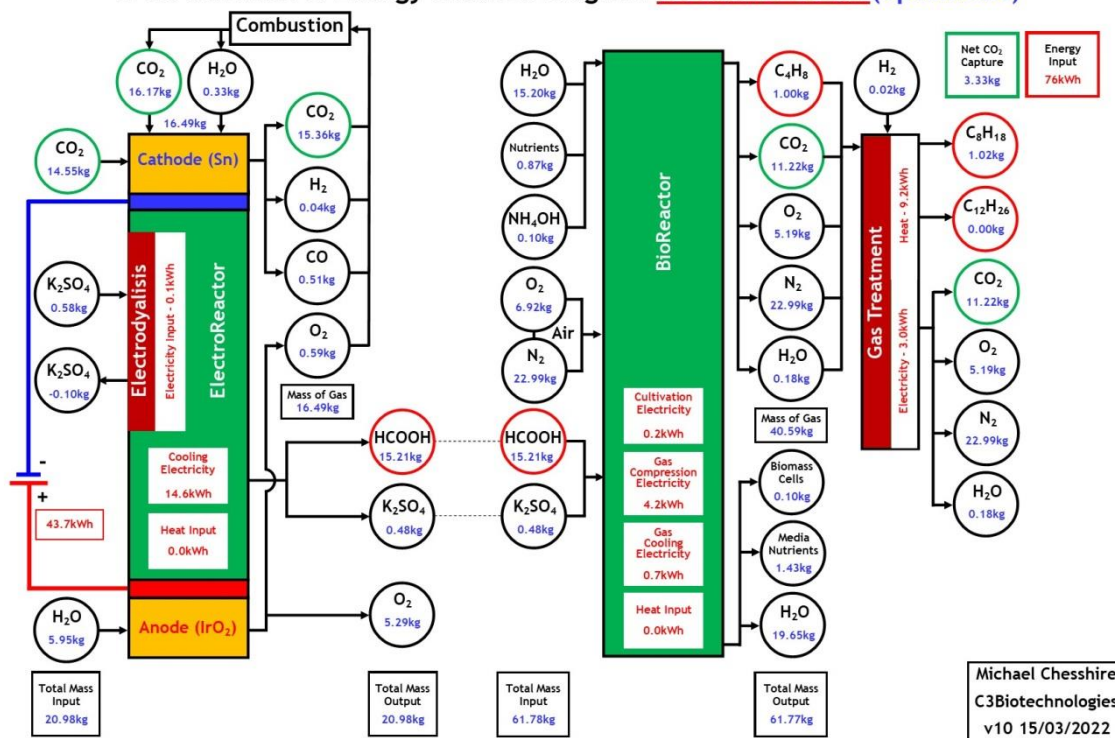 Combustion
CO2
16.17kg
H2O
0.33kg
16.49kg
CO2
14.55kg
Cathode (Sn)
CO2
15.36kg
H2
0.04kg
CO
0.51kg
O2
0.59kg
Mass of Gas
16.49kg
K2SO4
0.58kg
K2SO4
-0.10kg
Electrodyalisis
Electricity Input - 0.1kWh
ElectroReactor
Cooling
Electricity
14.6kWh
Heat Input
0.0kWh
-
+
43.7kWh
H2O
5.95kg
Anode (IrO2)
HCOOH
15.21kg
K2SO4
0.48kg
O2
5.29kg
Total Mass
Input
20.98kg
Total Mass
Output
20.98kg
H2O
15.20kg
Nutrients
0.87kg
NH4OH
0.10kg
O2
6.92kg
Air
N2
22.99kg
HCOOH
15.21kg
K2SO4
0.48kg
Total Mass
Input
61.78kg
BioReactor
Cultivation
Electricity
0.2kWh
Gas
Compression
Electricity
4.2kWh
Gas
Cooling
Electricity
0.7kWh
Heat Input
0.0kWh
C4H8
1.00kg
CO2
11.22kg
O2
5.19kg
N2
22.99kg
H2O
0.18kg
Mass of Gas
40.59kg
Biomass
Cells
0.10kg
Media
Nutrients
1.43kg
H2O
19.65kg
Total Mass
Output
61.77kg
H2
0.02kg
Gas Treatment
Heat - 9.2kWh
Electricity - 3.0kWh
Net CO2
Capture
3.33kg
Energy
Input
76kWh
C8H18
1.02kg
C12H26
0.00kg
CO2
11.22kg
O2
5.19kg
N2
22.99kg
H2O
0.18kg
Michael Chesshire
C3Biotechnologies
v10 15/03/2022